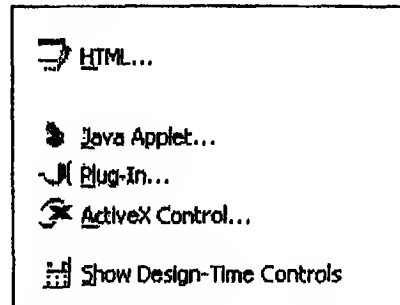 HTML...
Java Applet...
Plug-In...
ActiveX Control...
Show Design-Time Controls